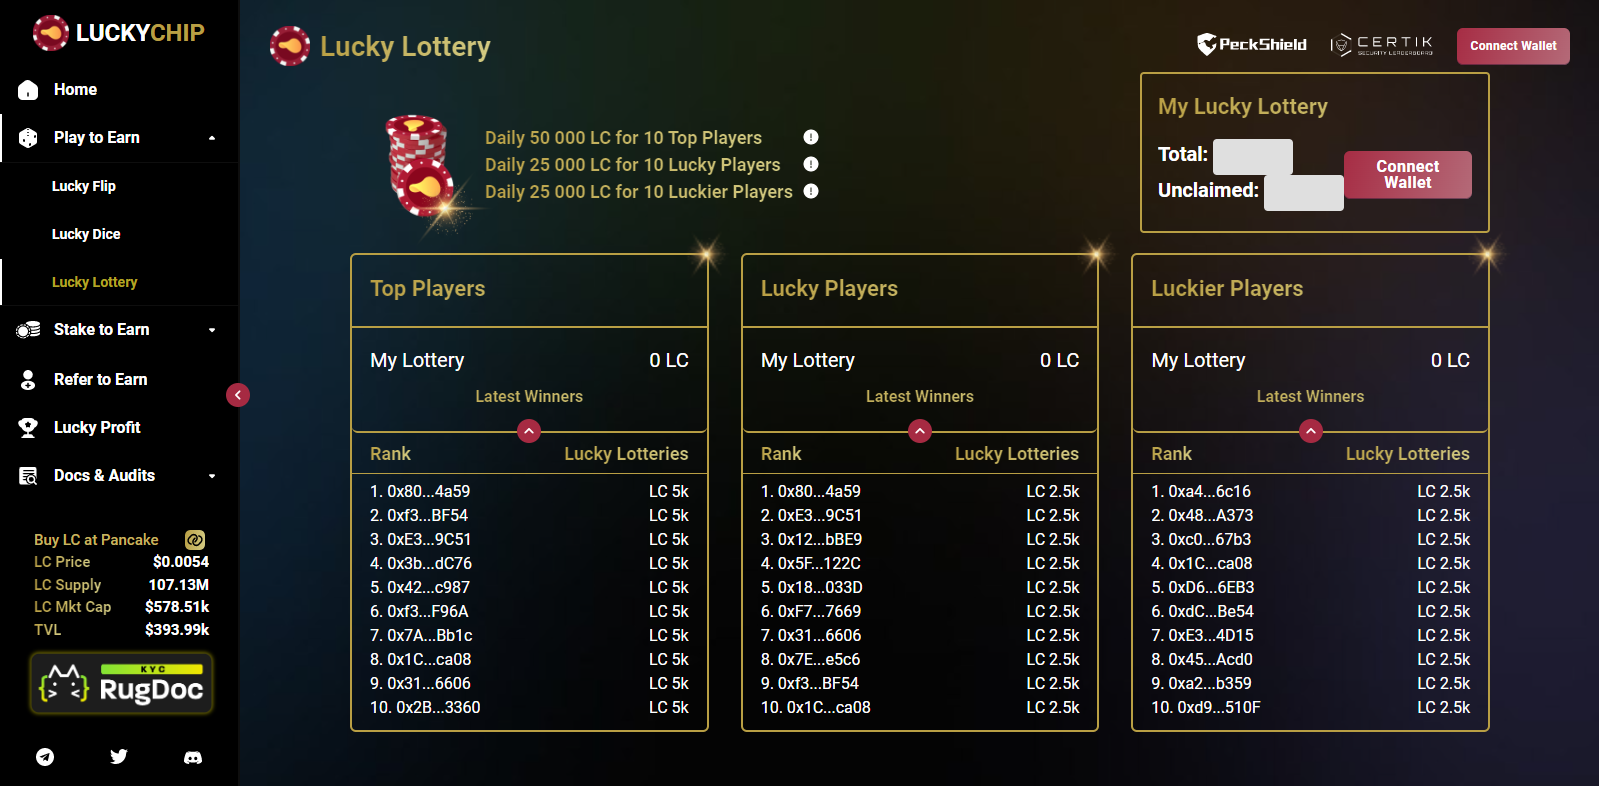 LUCKYCHIP
Home
Play to Earn
Lucky Flip
Lucky Dice
Lucky Lottery
Stake to Earn
Refer to Earn
Lucky Profit
Docs & Audits
Buy LC at Pancake
LC Price $0.0054
LC Supply 107.13M
LC Mkt Cap $578.51k
TVL $393.99k
KYC
RugDoc
Lucky Lottery
PeckShield
CERTIK
SECURITY LEADERBOARD
Connect Wallet
Daily 50 000 LC for 10 Top Players
Daily 25 000 LC for 10 Lucky Players
Daily 25 000 LC for 10 Luckier Players
My Lucky Lottery
Total:
Unclaimed:
Connect
Wallet
Top Players
My Lottery 0 LC
Latest Winners
Rank Lucky Lotteries
1. 0x80...4a59 LC 5k
2. 0xf3...BF54 LC 5k
3. 0xE3...9C51 LC 5k
4. 0x3b...dC76 LC 5k
5. 0x42...c987 LC 5k
6. 0xf3...F96A LC 5k
7. 0x7A...Bb1c LC 5k
8. 0x1C...ca08 LC 5k
9. 0x31...6606 LC 5k
10. 0x2B...3360 LC 5k
Lucky Players
My Lottery 0 LC
Latest Winners
Rank Lucky Lotteries
1. 0x80...4a59 LC 2.5k
2. 0xE3...9C51 LC 2.5k
3. 0x12...bBE9 LC 2.5k
4. 0x5F...122C LC 2.5k
5. 0x18...033D LC 2.5k
6. 0xF7...7669 LC 2.5k
7. 0x31...6606 LC 2.5k
8. 0x7E...e5c6 LC 2.5k
9. 0xf3...BF54 LC 2.5k
10. 0x1C...ca08 LC 2.5k
Luckier Players
My Lottery 0 LC
Latest Winners
Rank Lucky Lotteries
1. 0xa4...6c16 LC 2.5k
2. 0x48...A373 LC 2.5k
3. 0xc0...67b3 LC 2.5k
4. 0x1C...ca08 LC 2.5k
5. 0xD6...6EB3 LC 2.5k
6. 0xdC...Be54 LC 2.5k
7. 0xE3...4D15 LC 2.5k
8. 0x45...Acd0 LC 2.5k
9. 0xa2...b359 LC 2.5k
10. 0xd9...510F LC 2.5k